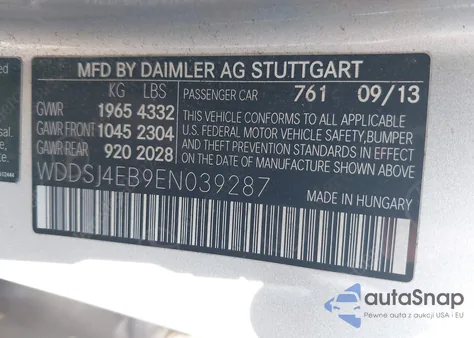 MFD BY DAIMLER AG STUTTGART
KG LBS
PASSENGER CAR 761 09/13
GVWR 1965 4332
GAWR FRONT 1045 2304
GAWR REAR 920 2028
THIS VEHICLE CONFORMS TO ALL APPLICABLE
U.S. FEDERAL MOTOR VEHICLE SAFETY,BUMPER
AND THEFT PREVENTION STANDARDS IN EFFECT
ON THE DATE OF MANUFACTURE SHOWN ABOVE
WDDSJ4EB9EN039287
MADE IN HUNGARY
autaSnap
Pewne auta z aukcji USA i EU